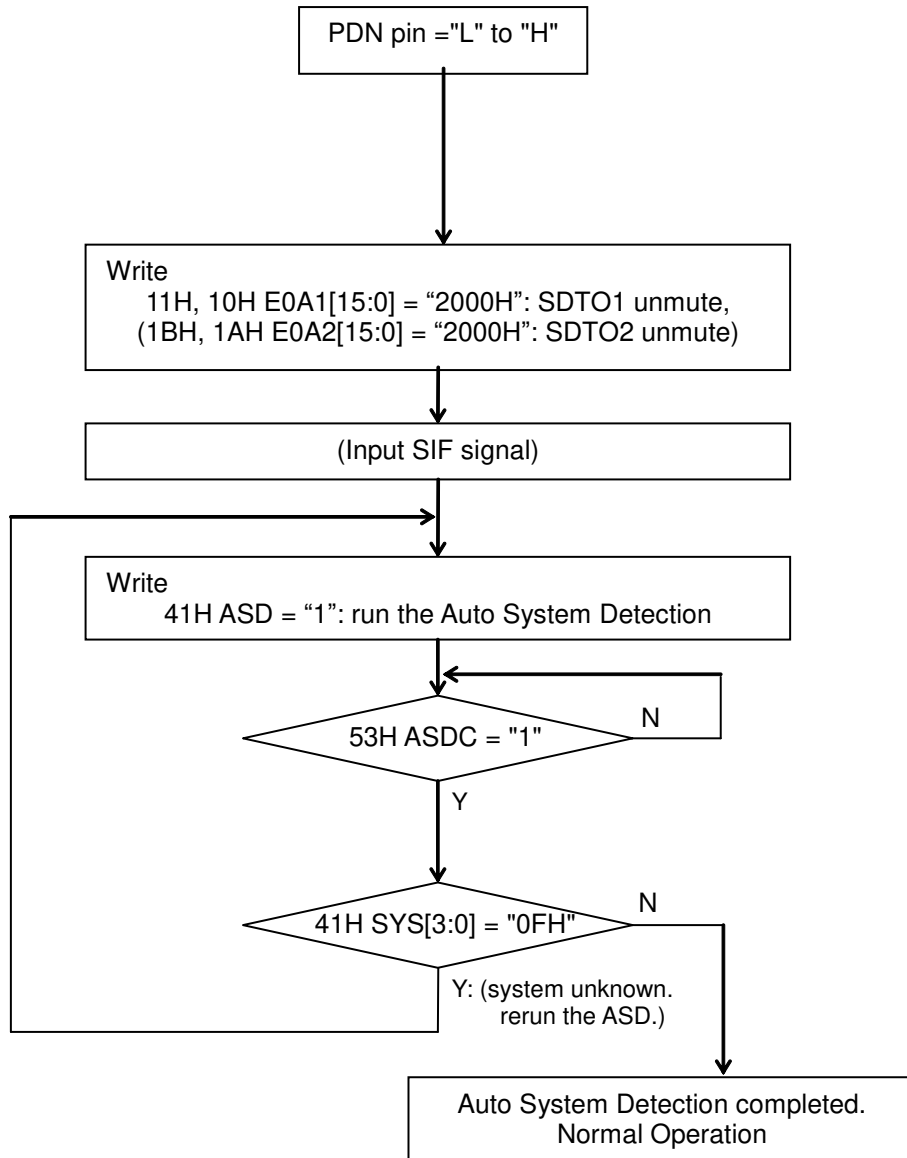 PDN pin ="L" to "H"
Write
11H, 10H E0A1[15:0] = “2000H”: SDTO1 unmute,
(1BH, 1AH E0A2[15:0] = “2000H”: SDTO2 unmute)
(Input SIF signal)
Write
41H ASD = “1”: run the Auto System Detection
53H ASDC = "1"
N
Y
41H SYS[3:0] = "0FH"
N
Y: (system unknown.
rerun the ASD.)
Auto System Detection completed.
Normal Operation